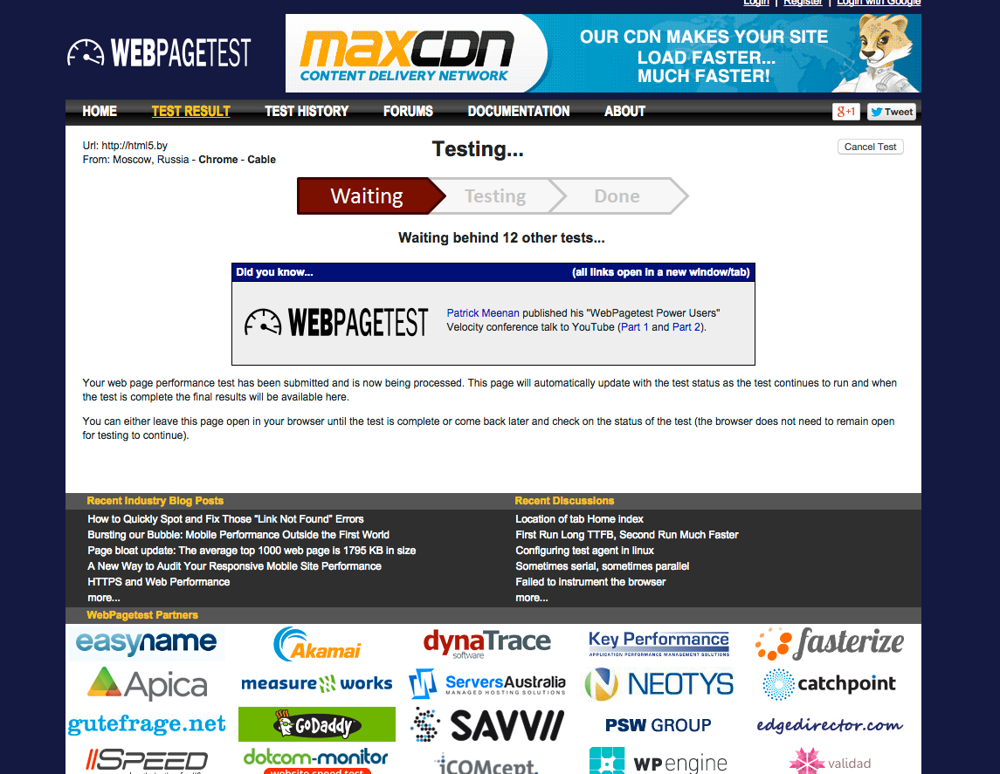 Login | Register | Login with Google
WEBPAGETEST
maxcdn
CONTENT DELIVERY NETWORK
OUR CDN MAKES YOUR SITE
LOAD FASTER...
MUCH FASTER!
HOME TEST RESULT TEST HISTORY FORUMS DOCUMENTATION ABOUT
g+1 Tweet
Url: http://html5.by
From: Moscow, Russia - Chrome - Cable
Testing...
Cancel Test
Waiting Testing Done
Waiting behind 12 other tests...
Did you know... (all links open in a new window/tab)
WEBPAGETEST
Patrick Meenan published his "WebPagetest Power Users"
Velocity conference talk to YouTube (Part 1 and Part 2).
Your web page performance test has been submitted and is now being processed. This page will automatically update with the test status as the test continues to run and when
the test is complete the final results will be available here.
You can either leave this page open in your browser until the test is complete or come back later and check on the status of the test (the browser does not need to remain open
for testing to continue).
Recent Industry Blog Posts
How to Quickly Spot and Fix Those “Link Not Found” Errors
Bursting our Bubble: Mobile Performance Outside the First World
Page bloat update: The average top 1000 web page is 1795 KB in size
A New Way to Audit Your Responsive Mobile Site Performance
HTTPS and Web Performance
more...
Recent Discussions
Location of tab Home index
First Run Long TTFB, Second Run Much Faster
Configuring test agent in linux
Sometimes serial, sometimes parallel
Failed to instrument the browser
more...
WebPagetest Partners
easyname
Akamai
dynaTrace
software
Key Performance
APPLICATION PERFORMANCE MANAGEMENT SOLUTIONS
fasterize
Apica
measure works
ServersAustralia
MANAGED HOSTING SOLUTIONS
NEOTYS
catchpoint
gutefrage.net
GoDaddy
SAVVII
PSW GROUP
edgedirector.com
SPEED
dotcom-monitor
website speed test
iCOMcept.
WP engine
validad